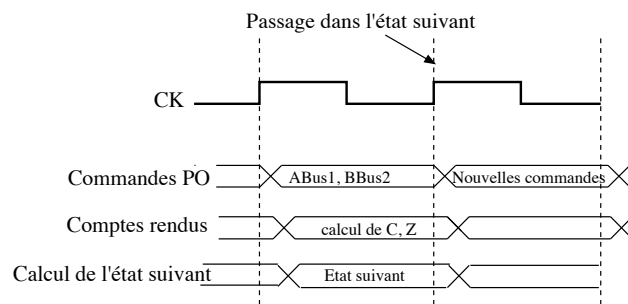 Passage dans l'état suivant
CK
Commandes PO
ABus1, BBus2
Nouvelles commandes
Comptes rendus
calcul de C, Z
Calcul de l'état suivant
Etat suivant